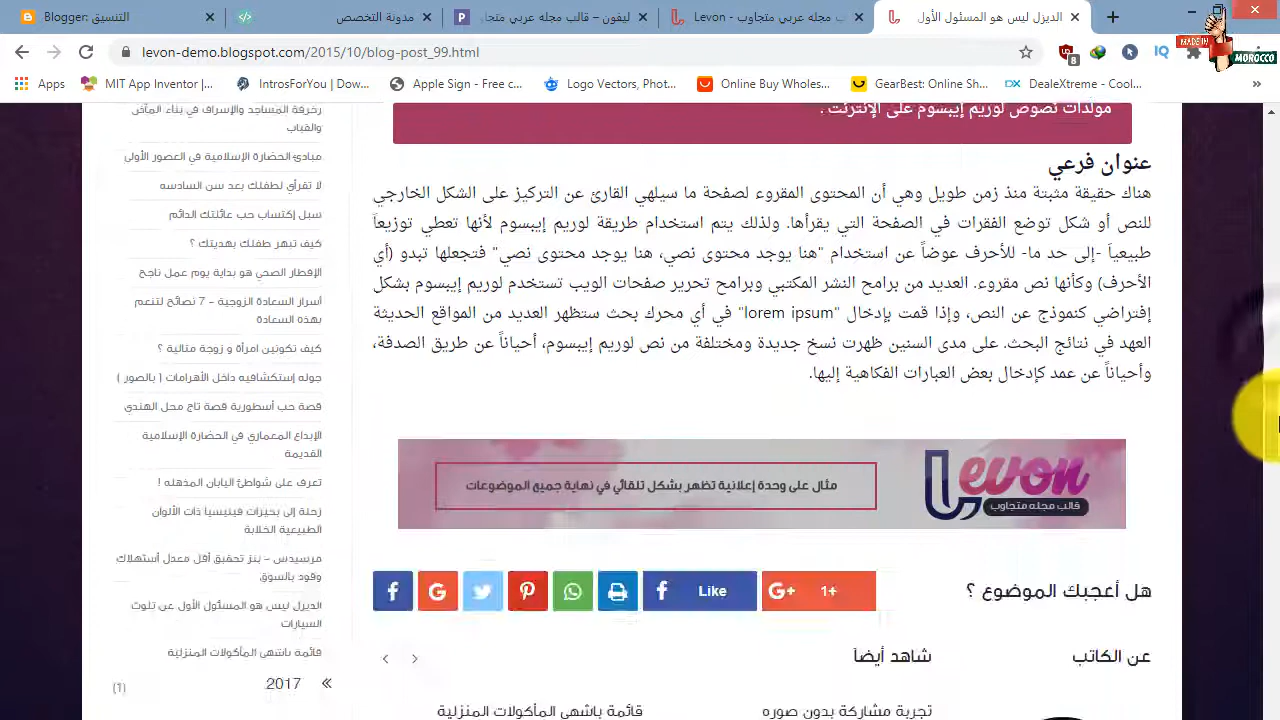 Blogger: التنسيق
مدونة التخصص
ليقون – قالب مجله عربي متجاو
Levon - ب مجله عربي متجاوب
الديزل ليس هو المسئول الأول
levon-demo.blogspot.com/2015/10/blog-post_99.html
8
IQ
MADE IN
MOROCCO
Apps
MIT App Inventor |...
IntrosForYou | Dow...
Apple Sign - Free c...
Logo Vectors, Phot...
Online Buy Wholes...
GearBest: Online Sh...
DX
DealeXtreme - Cool...
مولدات نصوص لوريم إيبسوم على الإنترنت .
عنوان فرعي
هناك حقيقة مثبتة منذ زمن طويل وهي أن المحتوى المقروء لصفحة ما سيلهي القارئ عن التركيز على الشكل الخارجي
للنص أو شكل توضع الفقرات في الصفحة التي يقرأها. ولذلك يتم استخدام طريقة لوريم إيبسوم لأنها تعطي توزيعاَ
طبيعياَ -إلى حد ما- للأحرف عوضاً عن استخدام "هنا يوجد محتوى نصي، هنا يوجد محتوى نصي" فتجعلها تبدو (أي
الأحرف) وكأنها نص مقروء. العديد من برامح النشر المكتبي وبرامح تحرير صفحات الويب تستخدم لوريم إيبسوم بشكل
إفتراضي كنموذج عن النص، وإذا قمت بإدخال "lorem ipsum" في أي محرك بحث ستظهر العديد من المواقع الحديثة
العهد في نتائج البحث. على مدى السنين ظهرت نسخ جديدة ومختلفة من نص لوريم إيبسوم، أحياناً عن طريق الصدفة،
وأحياناً عن عمد كإدخال بعض العبارات الفكاهية إليها.
مثال على وحدة إعلانية تظهر بشكل تلقائي في نهاية جميع الموضوعات
Levon
قالب مجله متجاوب
هل أعجبك الموضوع ؟
Like
G+ 1+
عن الكاتب
شاهد أيضاً
تجربة مشاركة بدون صوره
قائمة باشهى المأكولات المنزلية
زخرفة المساجد والإسراف في بناء المآذن
والقباب
مبادئ الحضارة الإسلامية في العصور الأولى
لا تقرأي لطفلك بعد سن السادسه
سبل إكتساب حب عائلتك الدائم
كيف تبهر طفلك بهديتك ؟
الإفطار الصحي هو بداية يوم عمل ناجح
أسرار السعادة الزوجية – 7 نصائح لتنعم
بهذه السعادة
كيف تكونين امرأة و زوجة مثالية ؟
جوله إستكشافيه داخل الأهرامات ( بالصور )
قصة حب أسطورية قصة تاج محل الهندي
الإبداع المعماري في الحضارة الإسلامية
القديمة
تعرف على شواطئ اليابان المذهله !
رحلة إلى بحيرات فينيسيا ذات الألوان
الطبيعية الخلابة
مرسيدس – بنز تحقيق أقل معدل أستهلاك
وقود بالسوق
الديزل ليس هو المسئول الأول عن تلوث
السيارات
قائمة باشهى المأكولات المنزلية
2017
(1)